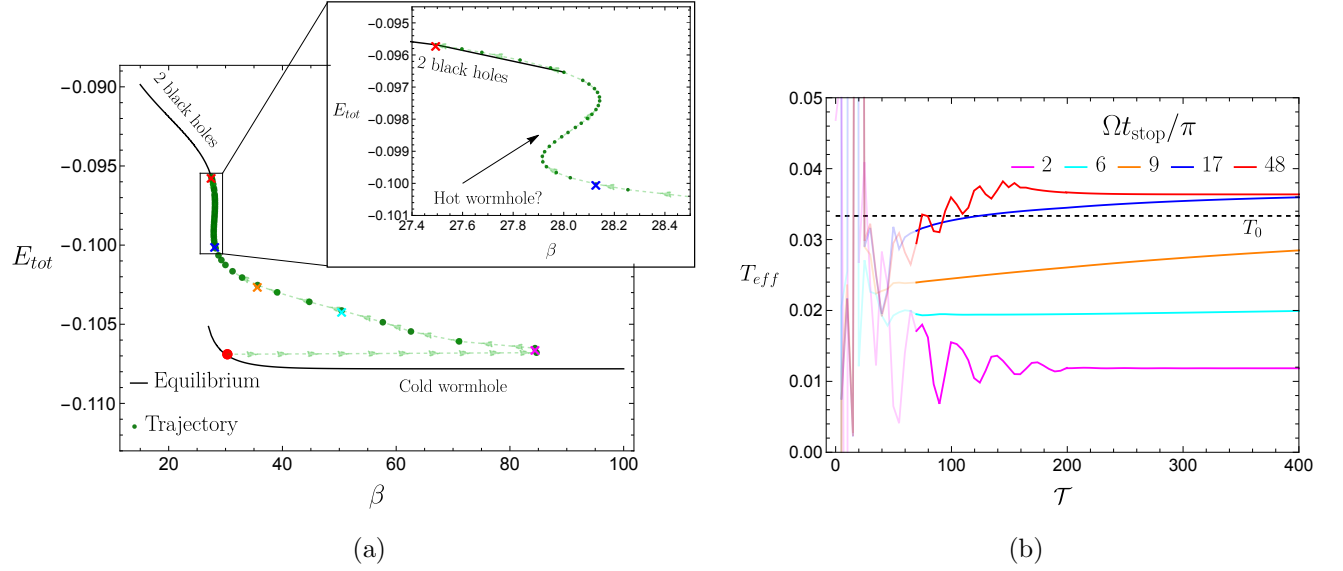 −0.090
−0.095
−0.100
−0.105
−0.110
E_tot
20
40
60
80
100
β
2 black holes
Cold wormhole
Equilibrium
Trajectory
−0.095
−0.096
−0.097
−0.098
−0.099
−0.100
−0.101
E_tot
27.4
27.6
27.8
28.0
28.2
28.4
β
2 black holes
Hot wormhole?
(a)
0.05
0.04
0.03
0.02
0.01
0.00
T_eff
Ωt_stop/π
2 6 9 17 48
T_0
0
100
200
300
400
𝒯
(b)